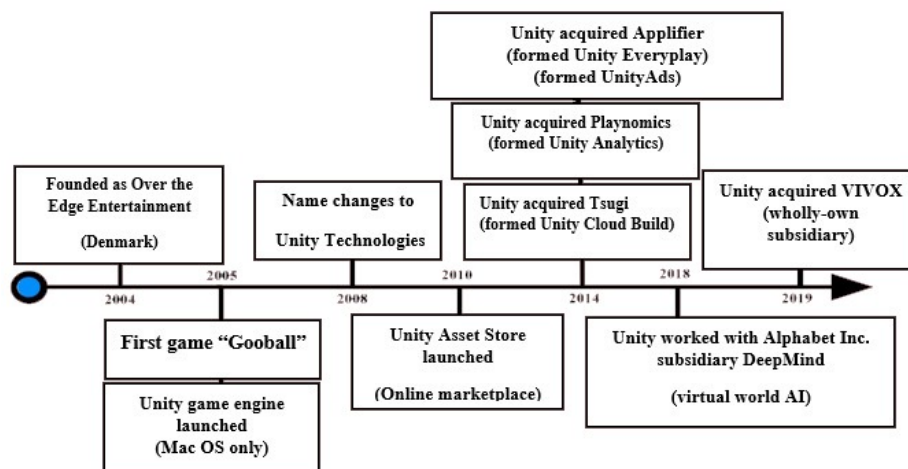 Unity acquired Applifier
(formed Unity Everyplay)
(formed UnityAds)
Unity acquired Playnomics
(formed Unity Analytics)
Unity acquired Tsugi
(formed Unity Cloud Build)
Founded as Over the
Edge Entertainment
(Denmark)
Name changes to
Unity Technologies
Unity acquired VIVOX
(wholly-own
subsidiary)
2005
2010
2018
2004
2008
2014
2019
First game “Gooball”
Unity game engine
launched
(Mac OS only)
Unity Asset Store
launched
(Online marketplace)
Unity worked with Alphabet Inc.
subsidiary DeepMind
(virtual world AI)